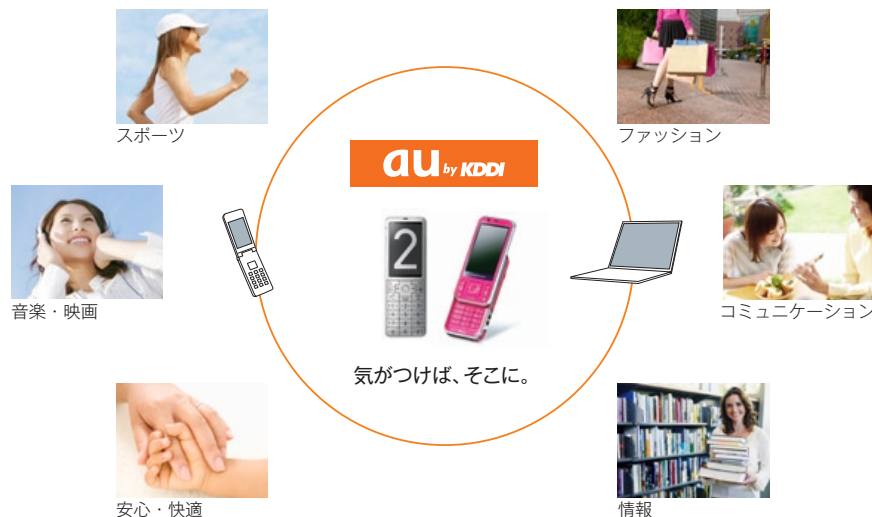 スポーツ
ファッション
au by KDDI
2
音楽・映画
コミュニケーション
気がつけば、そこに。
安心・快適
情報